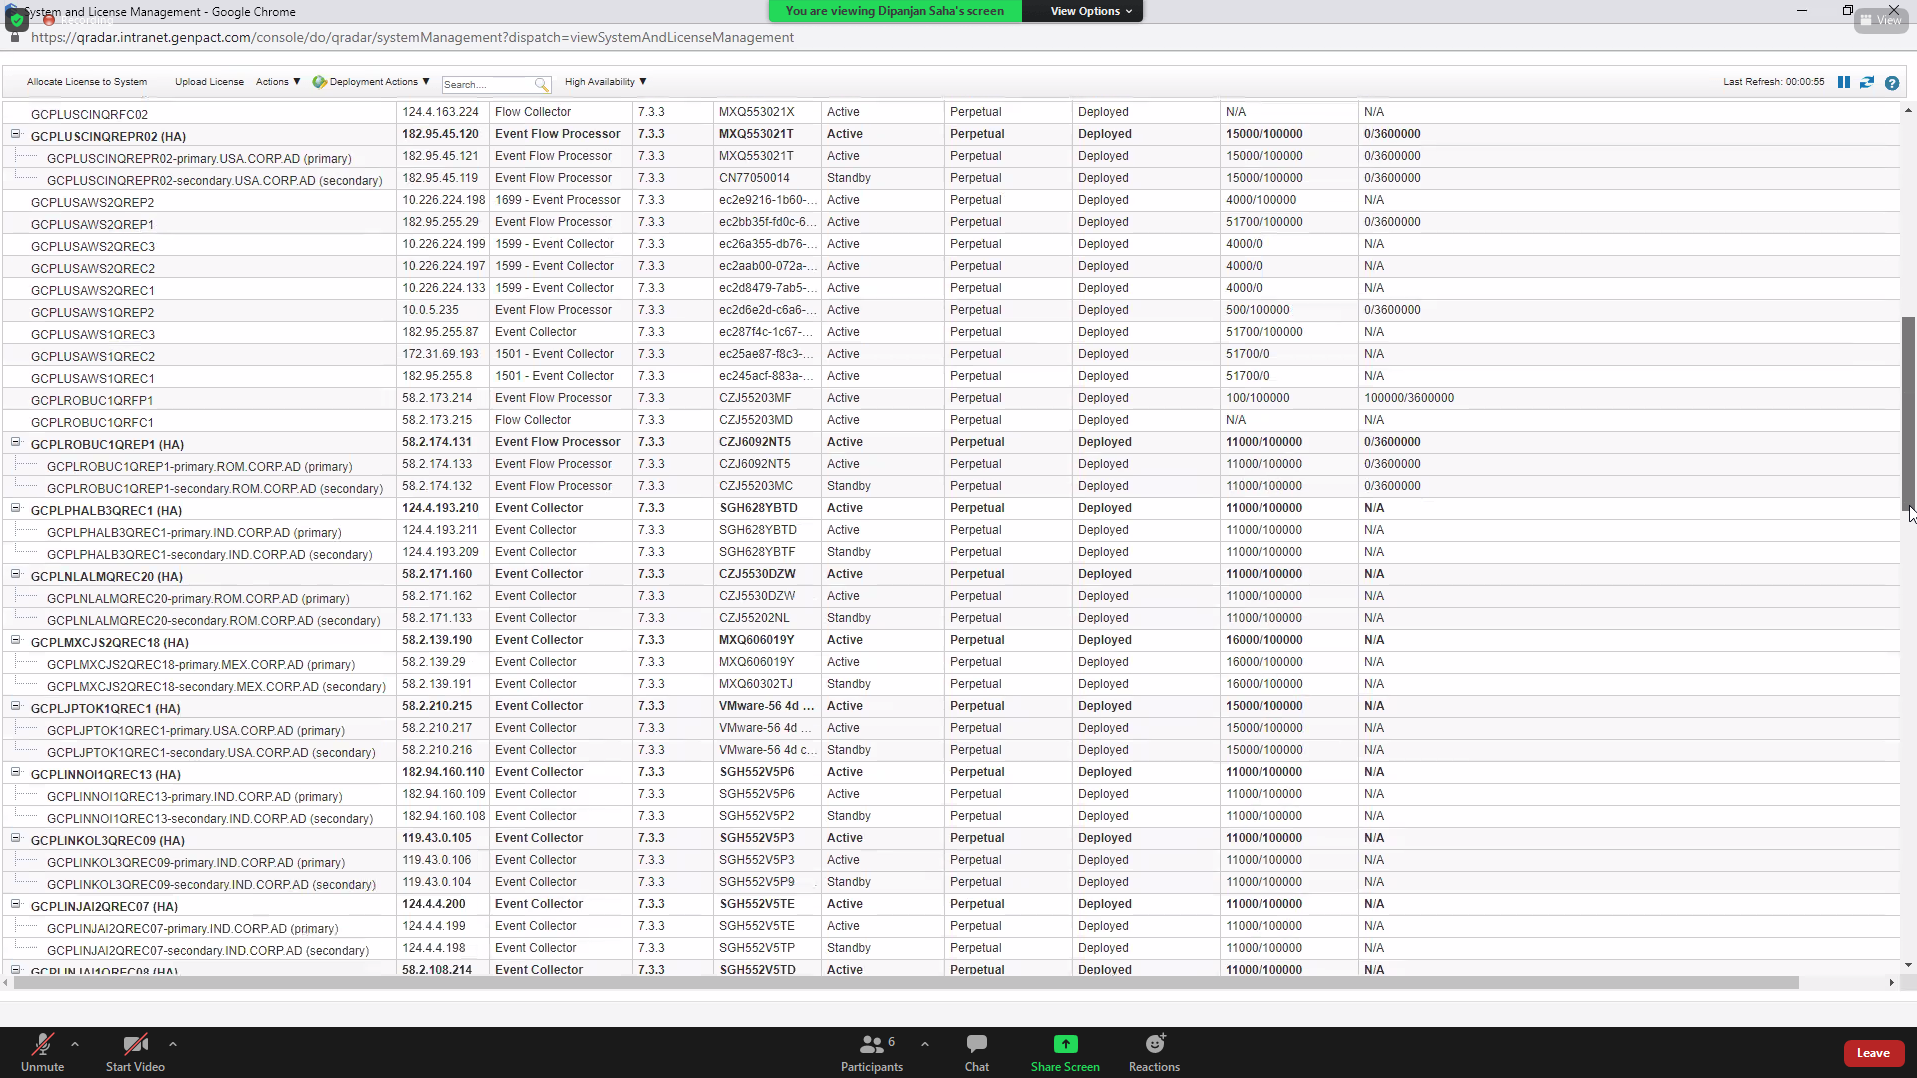 System and License Management - Google Chrome
You are viewing Dipanjan Saha's screen View Options
View
https://qradar.intranet.genpact.com/console/do/qradar/systemManagement?dispatch=viewSystemAndLicenseManagement
Allocate License to System Upload License Actions Deployment Actions Search.... High Availability Last Refresh: 00:00:55
GCPLUSCINQRFC02 124.4.163.224 Flow Collector 7.3.3 MXQ553021X Active Perpetual Deployed N/A N/A
GCPLUSCINQREPR02 (HA) 182.95.45.120 Event Flow Processor 7.3.3 MXQ553021T Active Perpetual Deployed 15000/100000 0/3600000
GCPLUSCINQREPR02-primary.USA.CORP.AD (primary) 182.95.45.121 Event Flow Processor 7.3.3 MXQ553021T Active Perpetual Deployed 15000/100000 0/3600000
GCPLUSCINQREPR02-secondary.USA.CORP.AD (secondary) 182.95.45.119 Event Flow Processor 7.3.3 CN77050014 Standby Perpetual Deployed 15000/100000 0/3600000
GCPLUSAWS2QREP2 10.226.224.198 1699 - Event Processor 7.3.3 ec2e9216-1b60-... Active Perpetual Deployed 4000/100000 N/A
GCPLUSAWS2QREP1 182.95.255.29 Event Flow Processor 7.3.3 ec2bb35f-fd0c-6... Active Perpetual Deployed 51700/100000 0/3600000
GCPLUSAWS2QREC3 10.226.224.199 1599 - Event Collector 7.3.3 ec26a355-db76-... Active Perpetual Deployed 4000/0 N/A
GCPLUSAWS2QREC2 10.226.224.197 1599 - Event Collector 7.3.3 ec2aab00-072a-... Active Perpetual Deployed 4000/0 N/A
GCPLUSAWS2QREC1 10.226.224.133 1599 - Event Collector 7.3.3 ec2d8479-7ab5-... Active Perpetual Deployed 4000/0 N/A
GCPLUSAWS1QREP2 10.0.5.235 Event Flow Processor 7.3.3 ec2d6e2d-c6a6-... Active Perpetual Deployed 500/100000 0/3600000
GCPLUSAWS1QREC3 182.95.255.87 Event Collector 7.3.3 ec287f4c-1c67-... Active Perpetual Deployed 51700/100000 N/A
GCPLUSAWS1QREC2 172.31.69.193 1501 - Event Collector 7.3.3 ec25ae87-f8c3-... Active Perpetual Deployed 51700/0 N/A
GCPLUSAWS1QREC1 182.95.255.8 1501 - Event Collector 7.3.3 ec245acf-883a-... Active Perpetual Deployed 51700/0 N/A
GCPLROBUC1QRFP1 58.2.173.214 Event Flow Processor 7.3.3 CZJ55203MF Active Perpetual Deployed 100/100000 100000/3600000
GCPLROBUC1QRFC1 58.2.173.215 Flow Collector 7.3.3 CZJ55203MD Active Perpetual Deployed N/A N/A
GCPLROBUC1QREP1 (HA) 58.2.174.131 Event Flow Processor 7.3.3 CZJ6092NT5 Active Perpetual Deployed 11000/100000 0/3600000
GCPLROBUC1QREP1-primary.ROM.CORP.AD (primary) 58.2.174.133 Event Flow Processor 7.3.3 CZJ6092NT5 Active Perpetual Deployed 11000/100000 0/3600000
GCPLROBUC1QREP1-secondary.ROM.CORP.AD (secondary) 58.2.174.132 Event Flow Processor 7.3.3 CZJ55203MC Standby Perpetual Deployed 11000/100000 0/3600000
GCPLPHALB3QREC1 (HA) 124.4.193.210 Event Collector 7.3.3 SGH628YBTD Active Perpetual Deployed 11000/100000 N/A
GCPLPHALB3QREC1-primary.IND.CORP.AD (primary) 124.4.193.211 Event Collector 7.3.3 SGH628YBTD Active Perpetual Deployed 11000/100000 N/A
GCPLPHALB3QREC1-secondary.IND.CORP.AD (secondary) 124.4.193.209 Event Collector 7.3.3 SGH628YBTF Standby Perpetual Deployed 11000/100000 N/A
GCPLNLALMQREC20 (HA) 58.2.171.160 Event Collector 7.3.3 CZJ5530DZW Active Perpetual Deployed 11000/100000 N/A
GCPLNLALMQREC20-primary.ROM.CORP.AD (primary) 58.2.171.162 Event Collector 7.3.3 CZJ5530DZW Active Perpetual Deployed 11000/100000 N/A
GCPLNLALMQREC20-secondary.ROM.CORP.AD (secondary) 58.2.171.133 Event Collector 7.3.3 CZJ55202NL Standby Perpetual Deployed 11000/100000 N/A
GCPLMXCJS2QREC18 (HA) 58.2.139.190 Event Collector 7.3.3 MXQ606019Y Active Perpetual Deployed 16000/100000 N/A
GCPLMXCJS2QREC18-primary.MEX.CORP.AD (primary) 58.2.139.29 Event Collector 7.3.3 MXQ606019Y Active Perpetual Deployed 16000/100000 N/A
GCPLMXCJS2QREC18-secondary.MEX.CORP.AD (secondary) 58.2.139.191 Event Collector 7.3.3 MXQ60302TJ Standby Perpetual Deployed 16000/100000 N/A
GCPLJPTOK1QREC1 (HA) 58.2.210.215 Event Collector 7.3.3 VMware-56 4d ... Active Perpetual Deployed 15000/100000 N/A
GCPLJPTOK1QREC1-primary.USA.CORP.AD (primary) 58.2.210.217 Event Collector 7.3.3 VMware-56 4d ... Active Perpetual Deployed 15000/100000 N/A
GCPLJPTOK1QREC1-secondary.USA.CORP.AD (secondary) 58.2.210.216 Event Collector 7.3.3 VMware-56 4d c... Standby Perpetual Deployed 15000/100000 N/A
GCPLINNOI1QREC13 (HA) 182.94.160.110 Event Collector 7.3.3 SGH552V5P6 Active Perpetual Deployed 11000/100000 N/A
GCPLINNOI1QREC13-primary.IND.CORP.AD (primary) 182.94.160.109 Event Collector 7.3.3 SGH552V5P6 Active Perpetual Deployed 11000/100000 N/A
GCPLINNOI1QREC13-secondary.IND.CORP.AD (secondary) 182.94.160.108 Event Collector 7.3.3 SGH552V5P2 Standby Perpetual Deployed 11000/100000 N/A
GCPLINKOL3QREC09 (HA) 119.43.0.105 Event Collector 7.3.3 SGH552V5P3 Active Perpetual Deployed 11000/100000 N/A
GCPLINKOL3QREC09-primary.IND.CORP.AD (primary) 119.43.0.106 Event Collector 7.3.3 SGH552V5P3 Active Perpetual Deployed 11000/100000 N/A
GCPLINKOL3QREC09-secondary.IND.CORP.AD (secondary) 119.43.0.104 Event Collector 7.3.3 SGH552V5P9 Standby Perpetual Deployed 11000/100000 N/A
GCPLINJAI2QREC07 (HA) 124.4.4.200 Event Collector 7.3.3 SGH552V5TE Active Perpetual Deployed 11000/100000 N/A
GCPLINJAI2QREC07-primary.IND.CORP.AD (primary) 124.4.4.199 Event Collector 7.3.3 SGH552V5TE Active Perpetual Deployed 11000/100000 N/A
GCPLINJAI2QREC07-secondary.IND.CORP.AD (secondary) 124.4.4.198 Event Collector 7.3.3 SGH552V5TP Standby Perpetual Deployed 11000/100000 N/A
GCPLINJAI1QREC08 (HA) 58.2.108.214 Event Collector 7.3.3 SGH552V5TD Active Perpetual Deployed 11000/100000 N/A
Unmute Start Video Participants 6 Chat Share Screen Reactions Leave